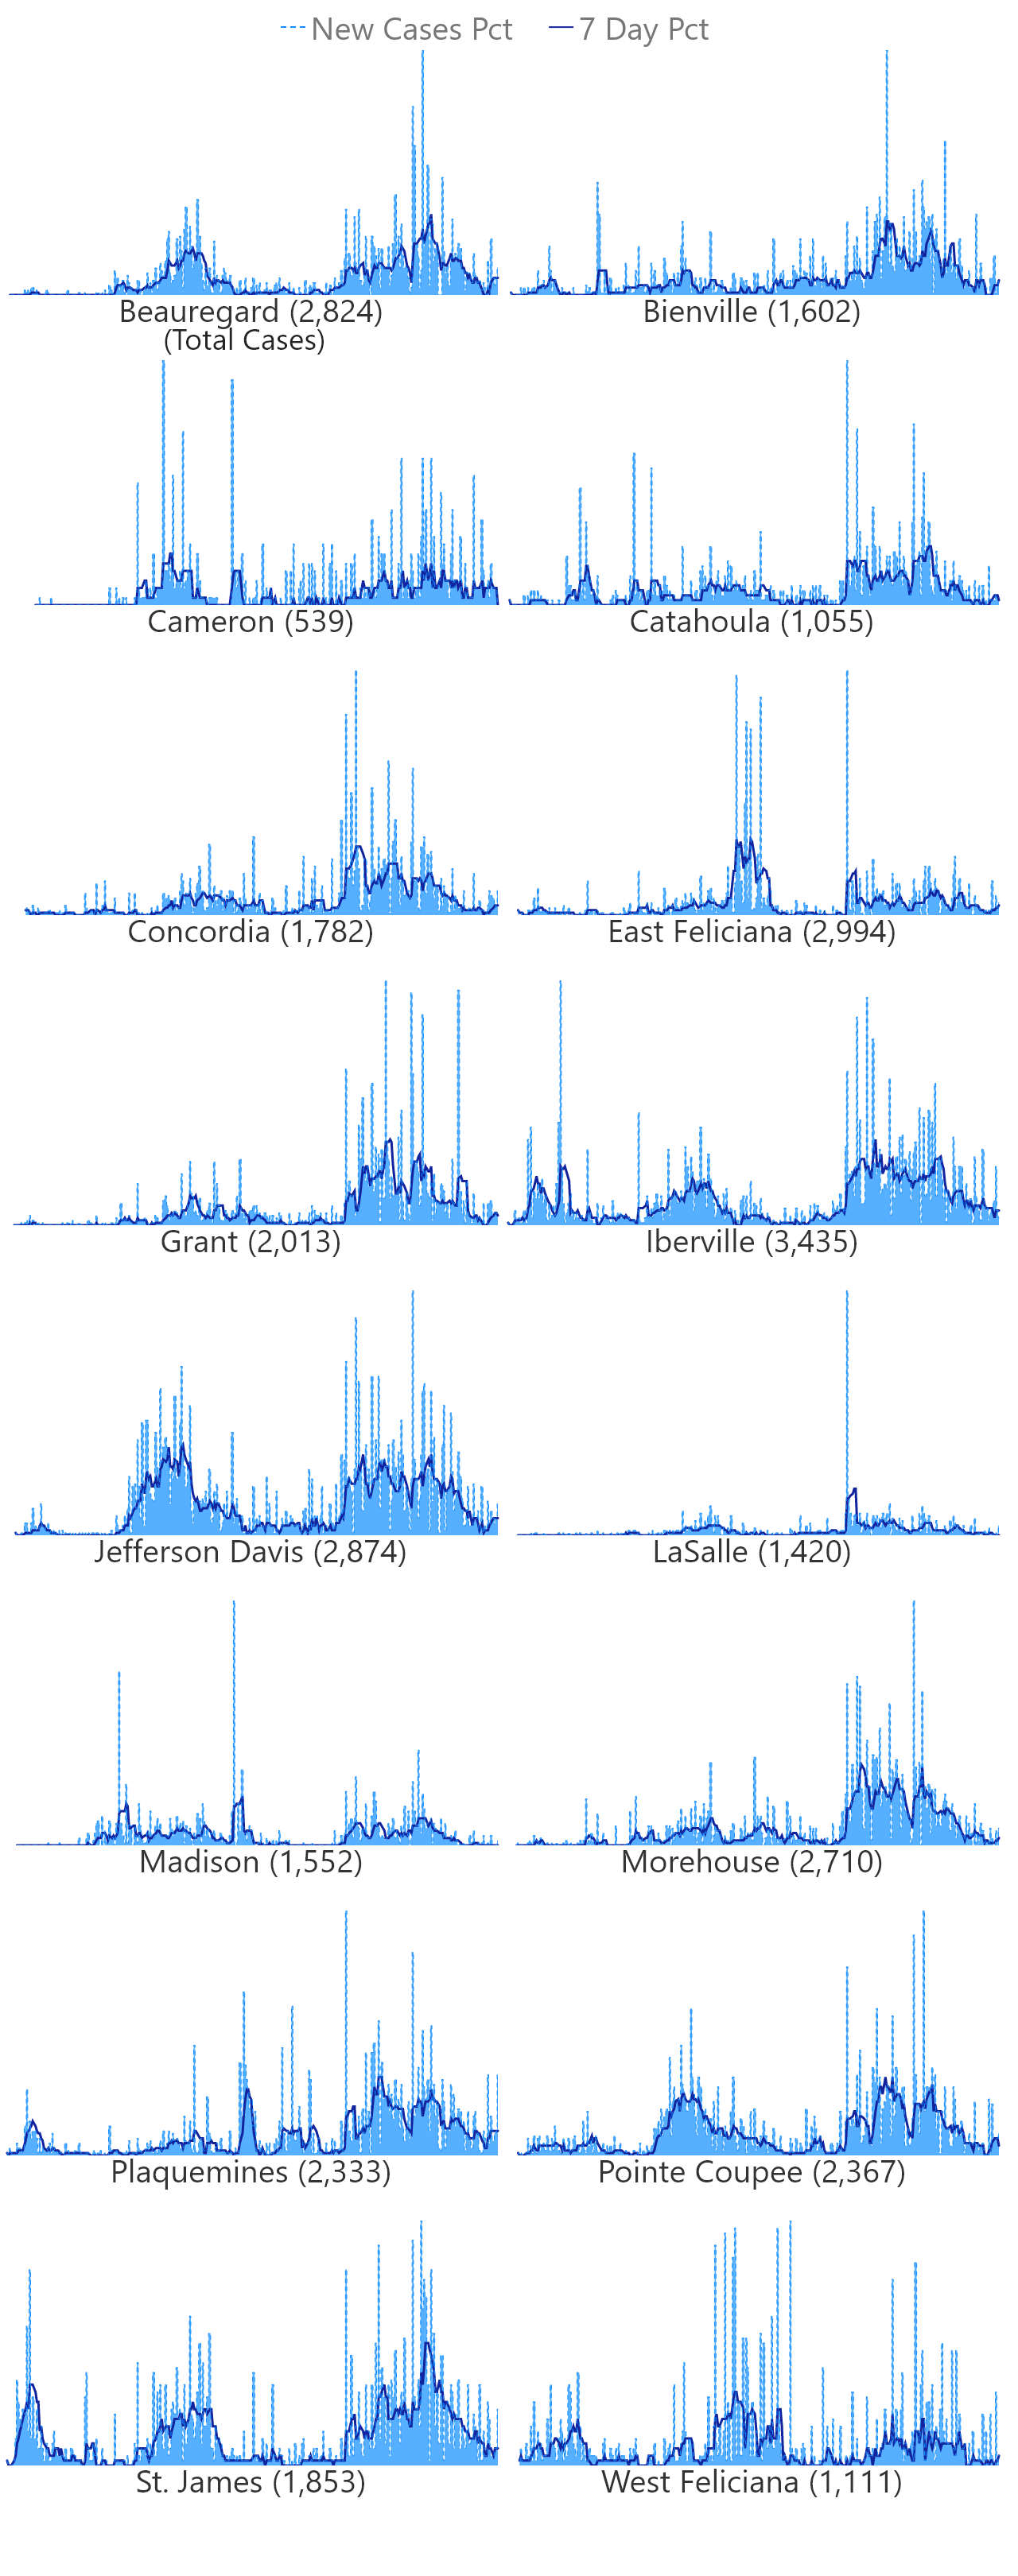 New Cases Pct 7 Day Pct
Beauregard (2,824) Bienville (1,602)
(Total Cases)
Cameron (539) Catahoula (1,055)
Concordia (1,782) East Feliciana (2,994)
Grant (2,013) Iberville (3,435)
Jefferson Davis (2,874) LaSalle (1,420)
Madison (1,552) Morehouse (2,710)
Plaquemines (2,333) Pointe Coupee (2,367)
St. James (1,853) West Feliciana (1,111)